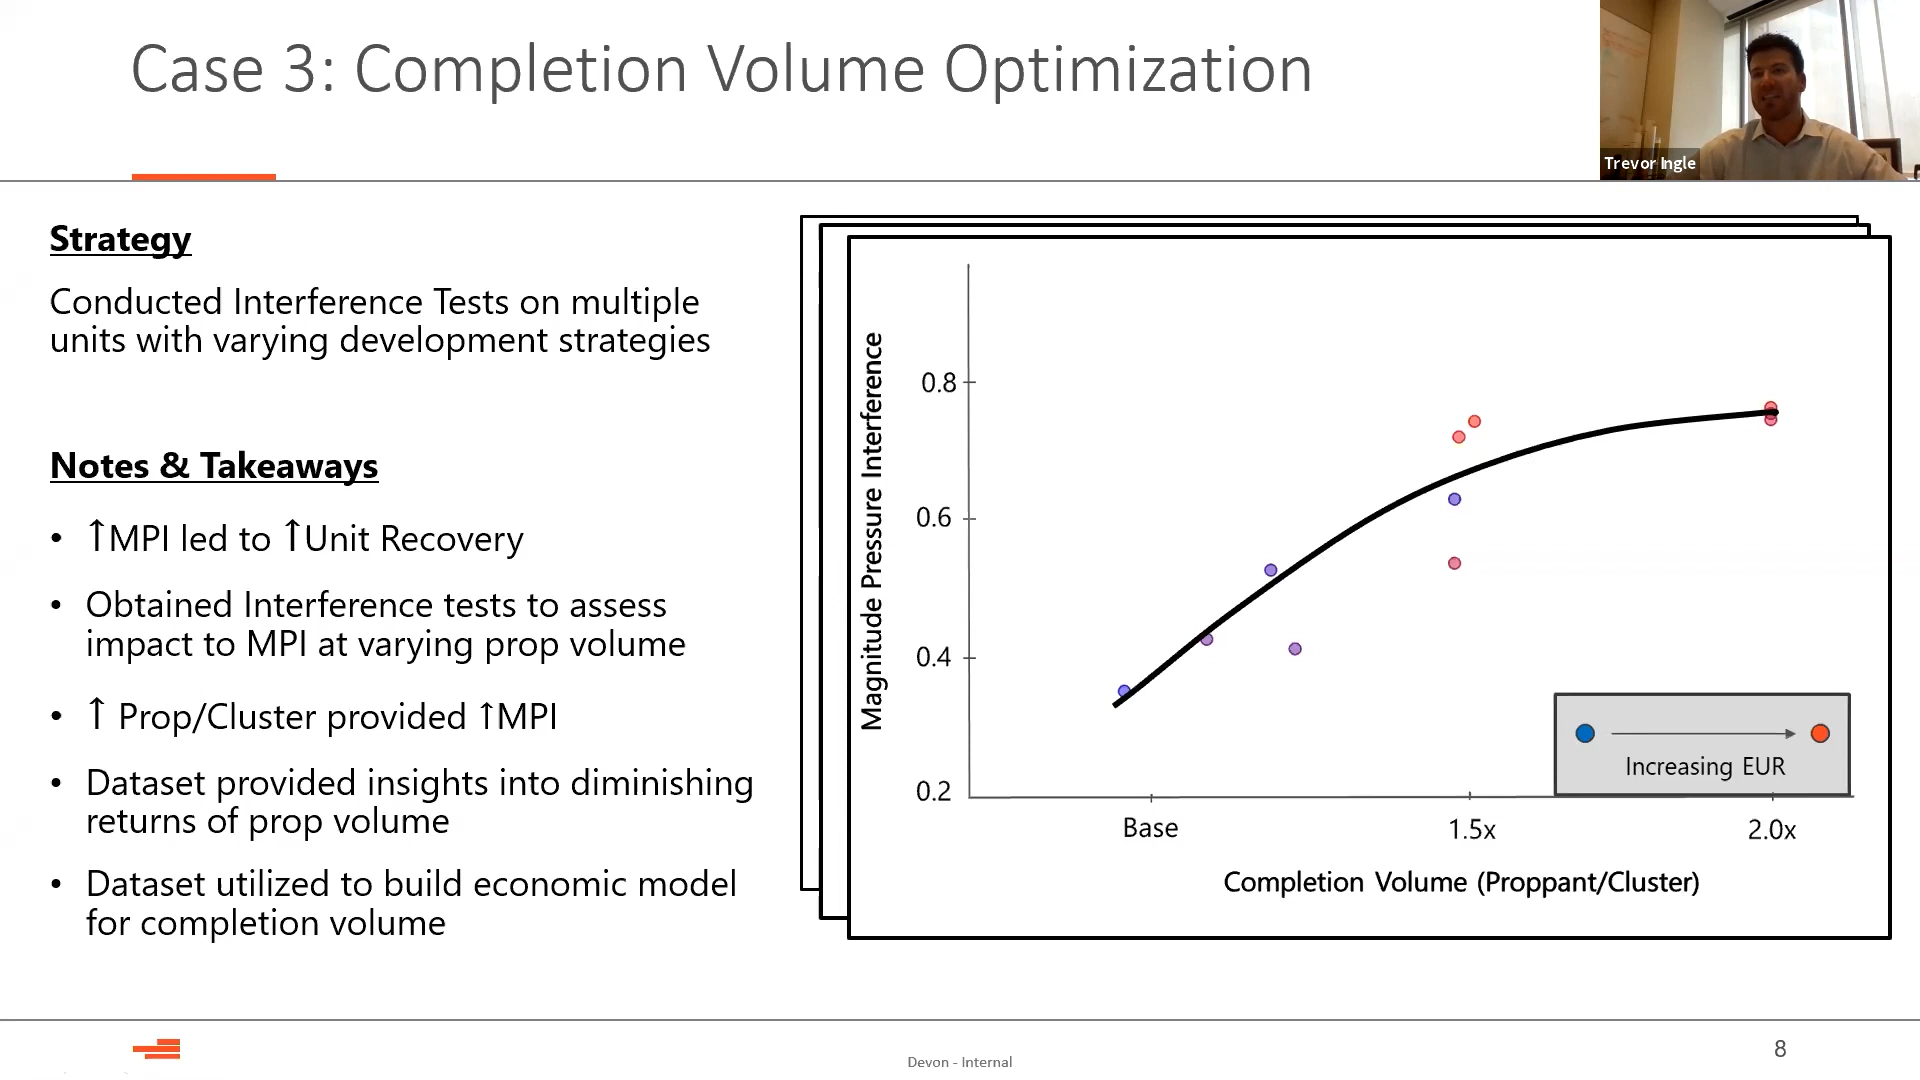 Case 3: Completion Volume Optimization
Trevor Ingle
Strategy
Conducted Interference Tests on multiple
units with varying development strategies
Notes & Takeaways
• ↑MPI led to ↑Unit Recovery
• Obtained Interference tests to assess
impact to MPI at varying prop volume
• ↑ Prop/Cluster provided ↑MPI
• Dataset provided insights into diminishing
returns of prop volume
• Dataset utilized to build economic model
for completion volume
Magnitude Pressure Interference
0.8
0.6
0.4
0.2
Increasing EUR
Base
1.5x
2.0x
Completion Volume (Proppant/Cluster)
Devon - Internal
8